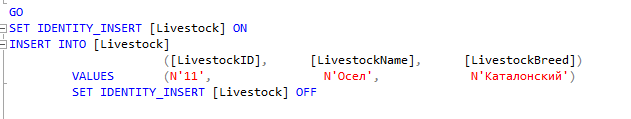 GO
SET IDENTITY_INSERT [Livestock] ON
INSERT INTO [Livestock]
([LivestockID], [LivestockName], [LivestockBreed])
VALUES (N'11', N'Осел', N'Каталонский')
SET IDENTITY_INSERT [Livestock] OFF